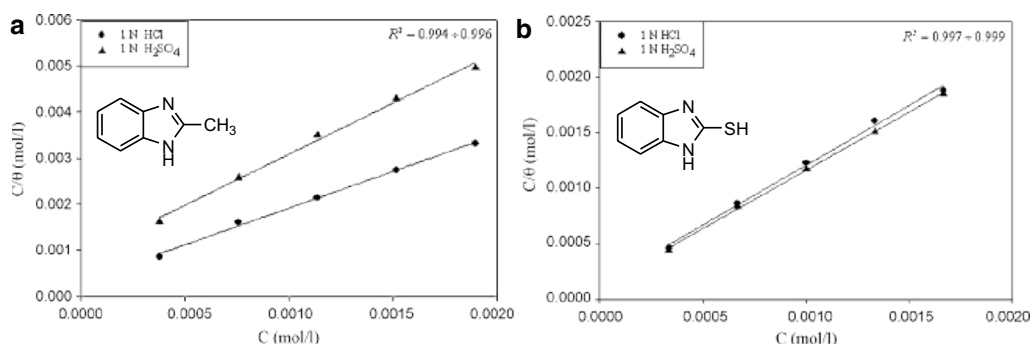 a
0.006
0.005
0.004
0.003
0.002
0.001
0.000
C/θ (mol/l)
1 N HCl
1 N H₂SO₄
R² = 0.994 ÷ 0.996
N
N
H
CH₃
0.0000 0.0005 0.0010 0.0015 0.0020
C (mol/l)
b
0.0025
0.0020
0.0015
0.0010
0.0005
0.0000
C/θ (mol/l)
1 N HCl
1 N H₂SO₄
R² = 0.997 ÷ 0.999
N
N
H
SH
0.0000 0.0005 0.0010 0.0015 0.0020
C (mol/l)